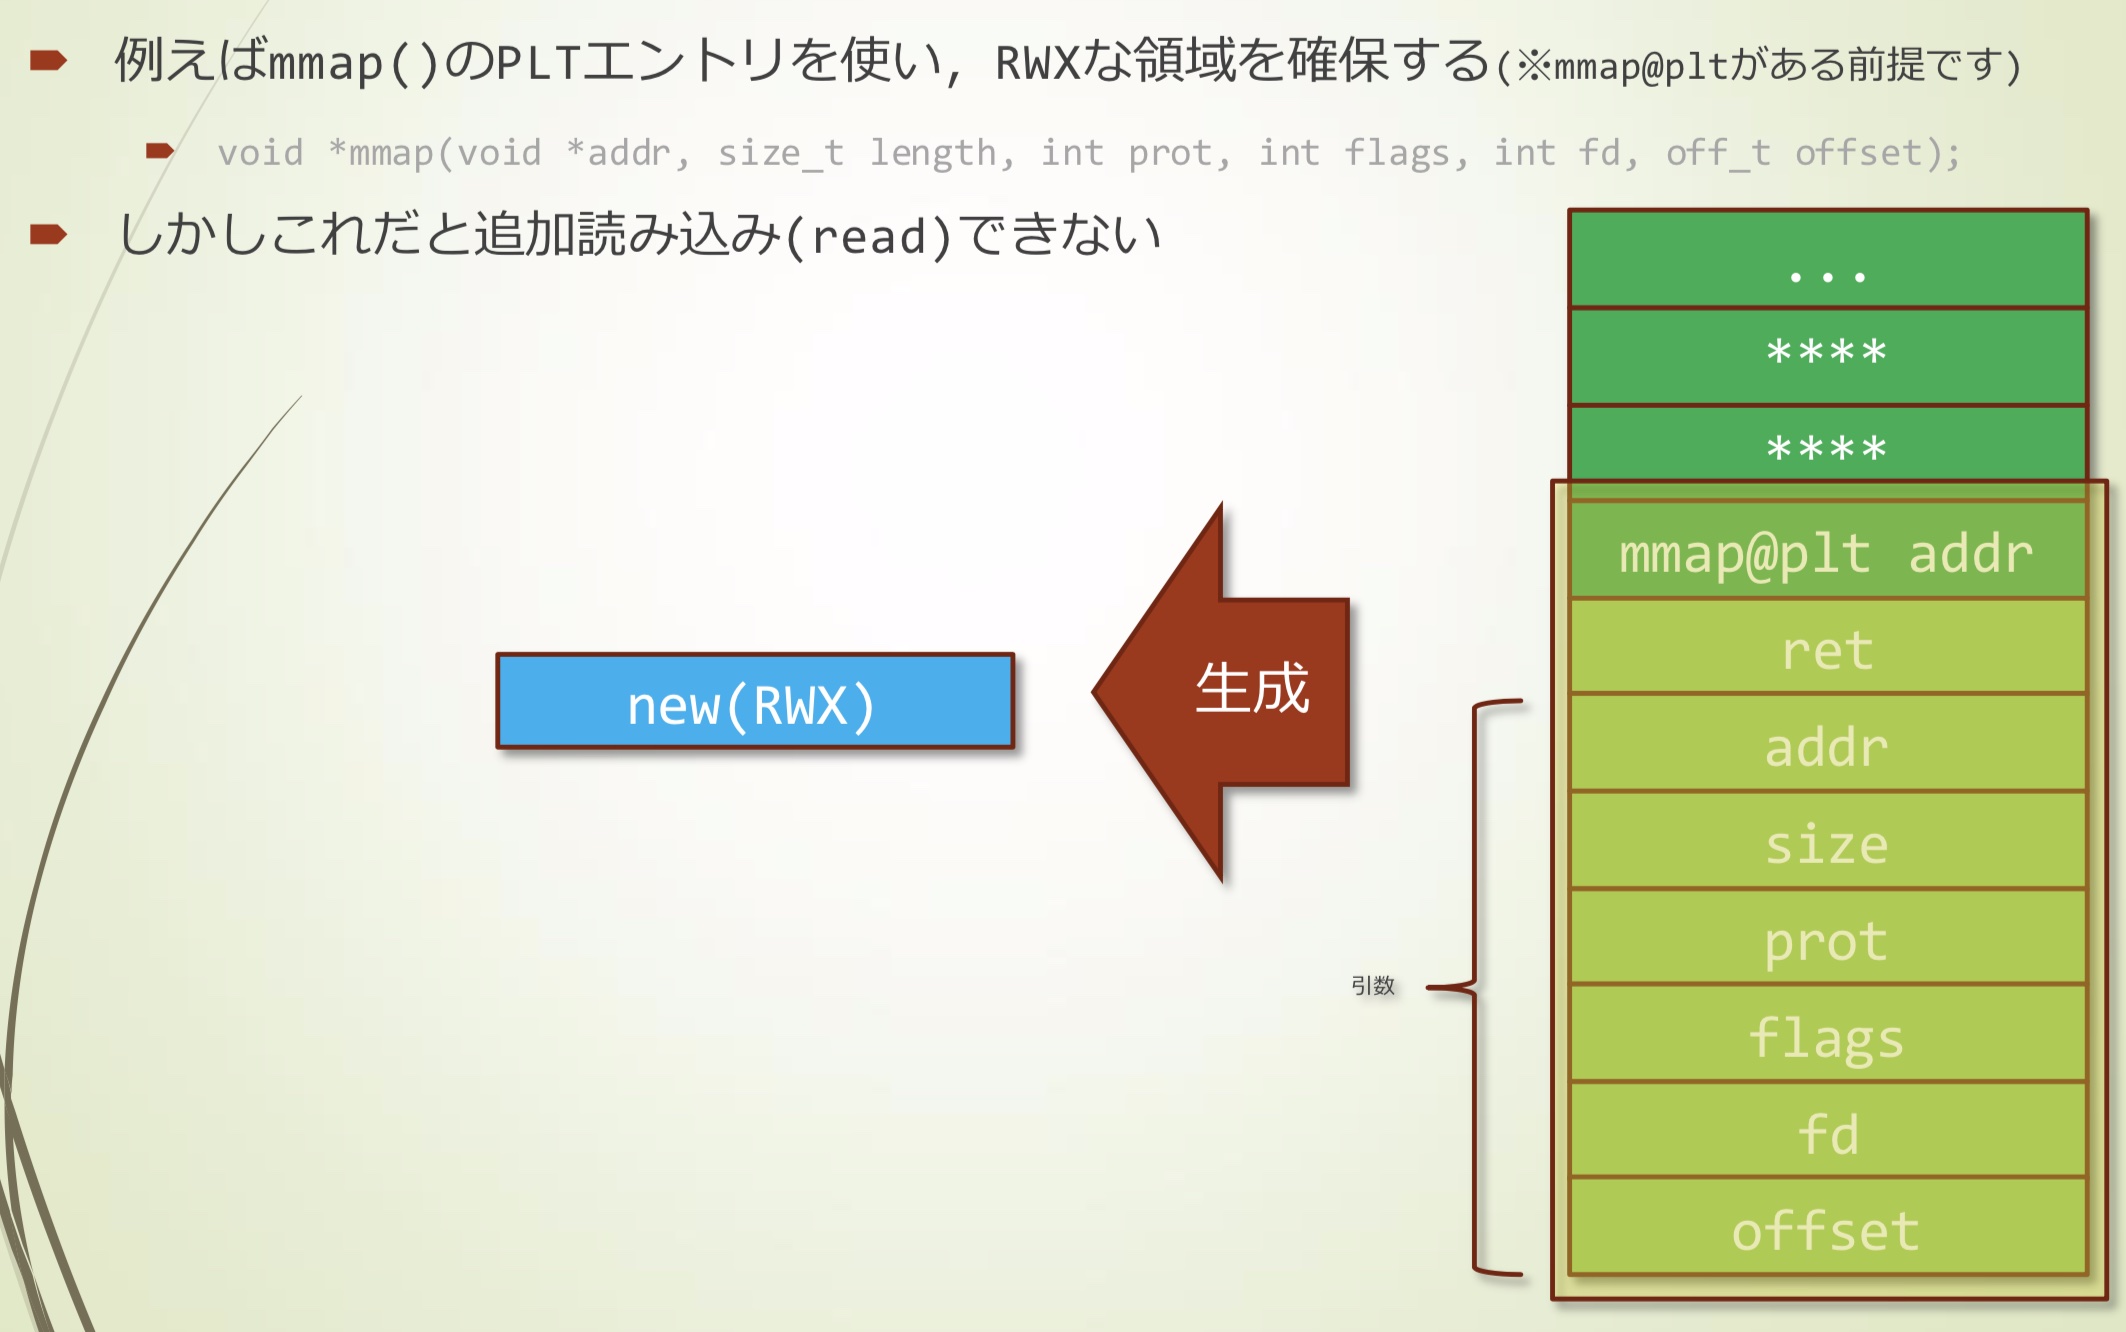 例えばmmap()のPLTエントリを使い, RWXな領域を確保する(※mmap@pltがある前提です)
void *mmap(void *addr, size_t length, int prot, int flags, int fd, off_t offset);
しかしこれだと追加読み込み(read)できない
...
****
****
mmap@plt addr
ret
addr
size
prot
flags
fd
offset
new(RWX)
生成
引数